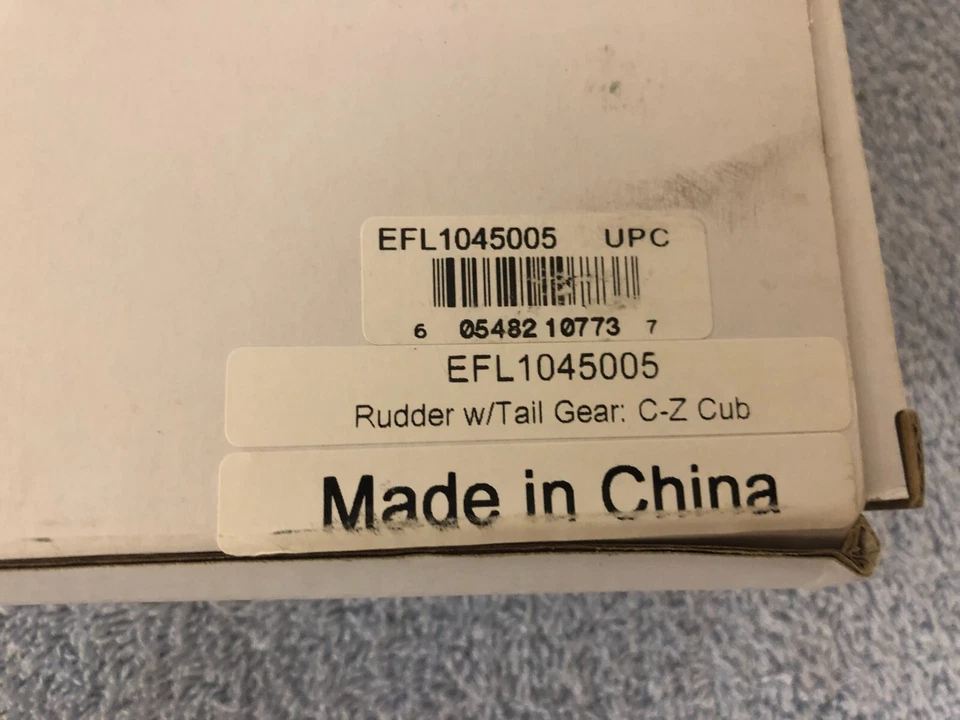 EFL1045005 UPC
6 05482 10773 7
EFL1045005
Rudder w/Tail Gear: C-Z Cub
Made in China